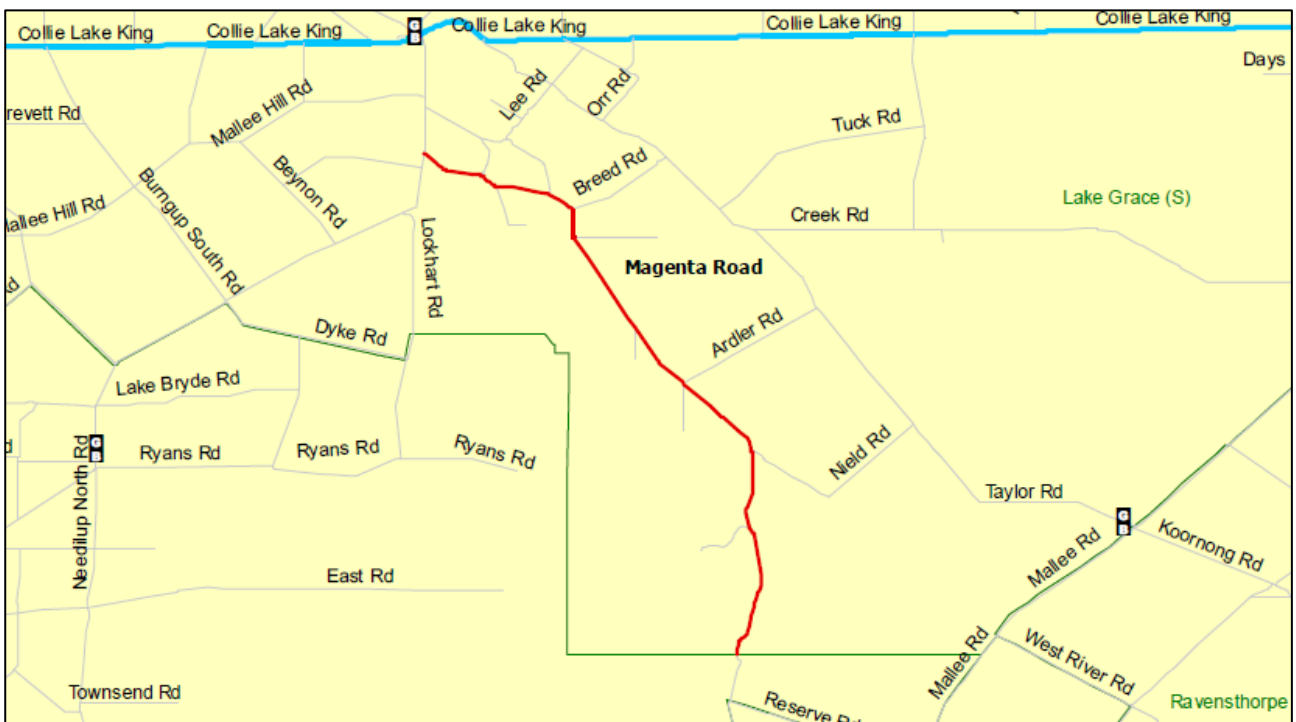 Collie Lake King
Collie Lake King
Collie Lake King
Collie Lake King
Collie Lake King
Days
revett Rd
Mallee Hill Rd
Lee Rd
Orr Rd
Tuck Rd
Beynon Rd
Breed Rd
Burngup South Rd
allee Hill Rd
Lake Grace (S)
Creek Rd
Lockhart Rd
Magenta Road
Rd
Dyke Rd
Ardler Rd
Lake Bryde Rd
Needilup North Rd
Ryans Rd
Ryans Rd
Ryans Rd
Nield Rd
Taylor Rd
Koornong Rd
Mallee Rd
East Rd
Mallee Rd
West River Rd
Townsend Rd
Reserve Rd
Ravensthorpe